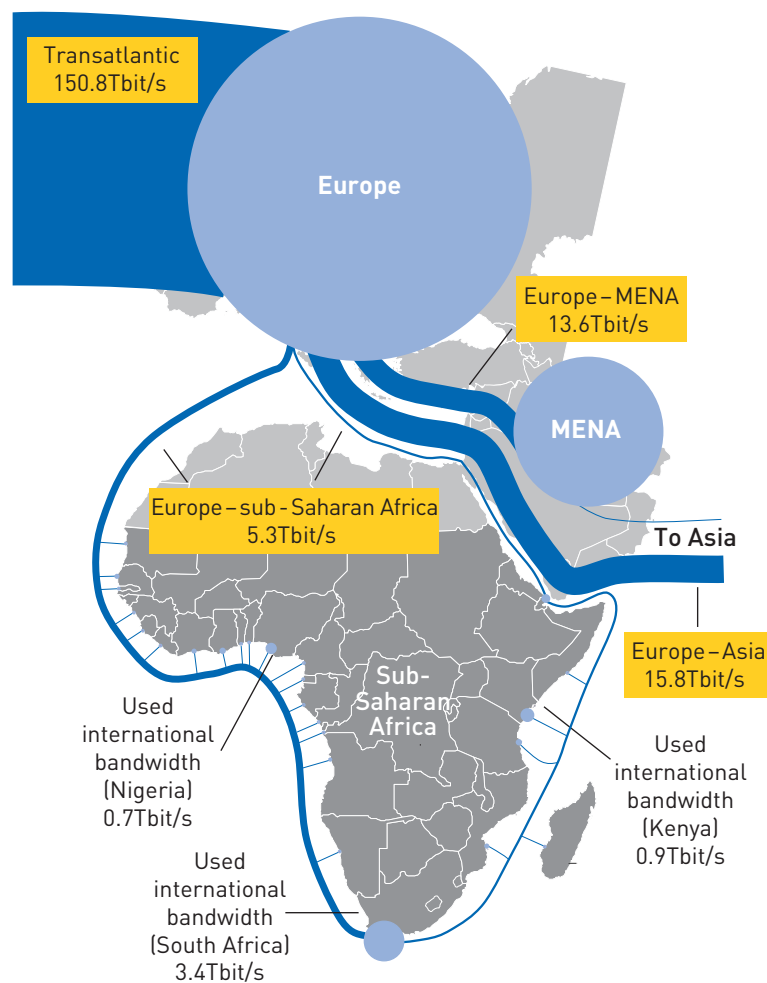 Transatlantic
150.8Tbit/s
Europe
Europe–MENA
13.6Tbit/s
MENA
Europe–sub-Saharan Africa
5.3Tbit/s
To Asia
Europe–Asia
15.8Tbit/s
Sub-
Saharan
Africa
Used
international
bandwidth
(Nigeria)
0.7Tbit/s
Used
international
bandwidth
(Kenya)
0.9Tbit/s
Used
international
bandwidth
(South Africa)
3.4Tbit/s